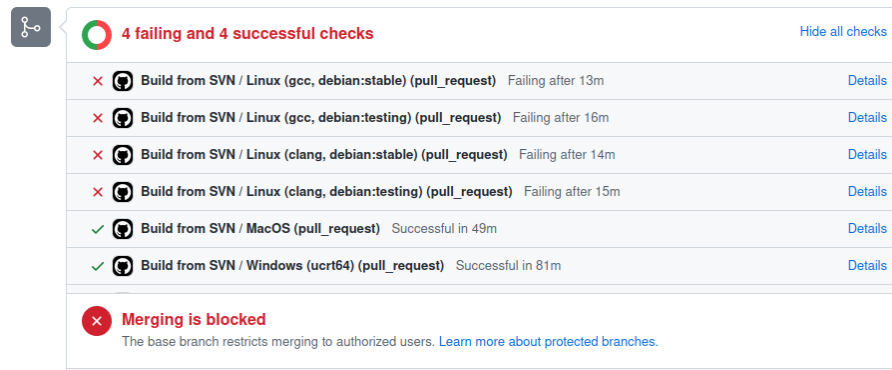 4 failing and 4 successful checks Hide all checks
Build from SVN / Linux (gcc, debian:stable) (pull_request) Failing after 13m Details
Build from SVN / Linux (gcc, debian:testing) (pull_request) Failing after 16m Details
Build from SVN / Linux (clang, debian:stable) (pull_request) Failing after 14m Details
Build from SVN / Linux (clang, debian:testing) (pull_request) Failing after 15m Details
Build from SVN / MacOS (pull_request) Successful in 49m Details
Build from SVN / Windows (ucrt64) (pull_request) Successful in 81m Details
Merging is blocked
The base branch restricts merging to authorized users. Learn more about protected branches.